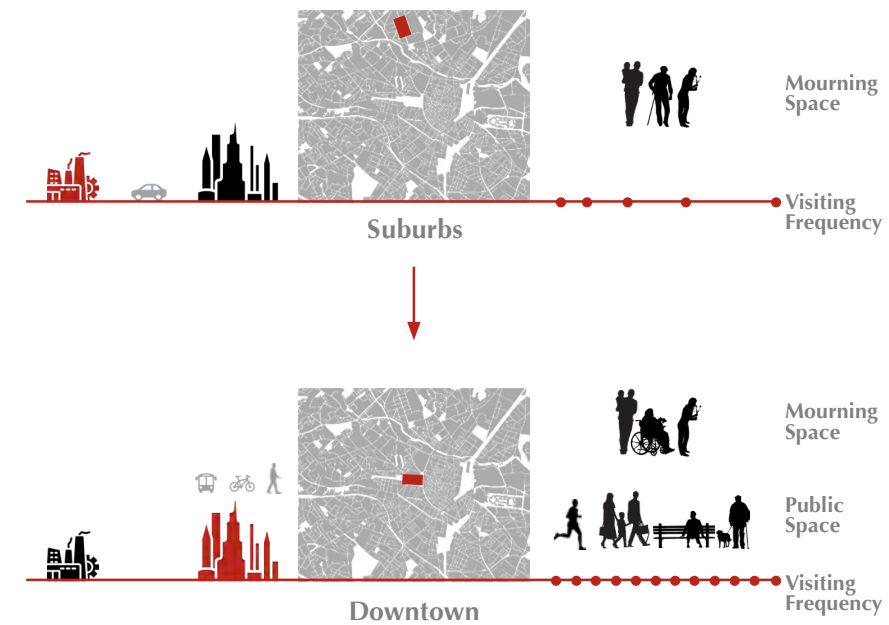 Mourning
Space
Visiting
Frequency
Suburbs
Mourning
Space
Public
Space
Visiting
Frequency
Downtown